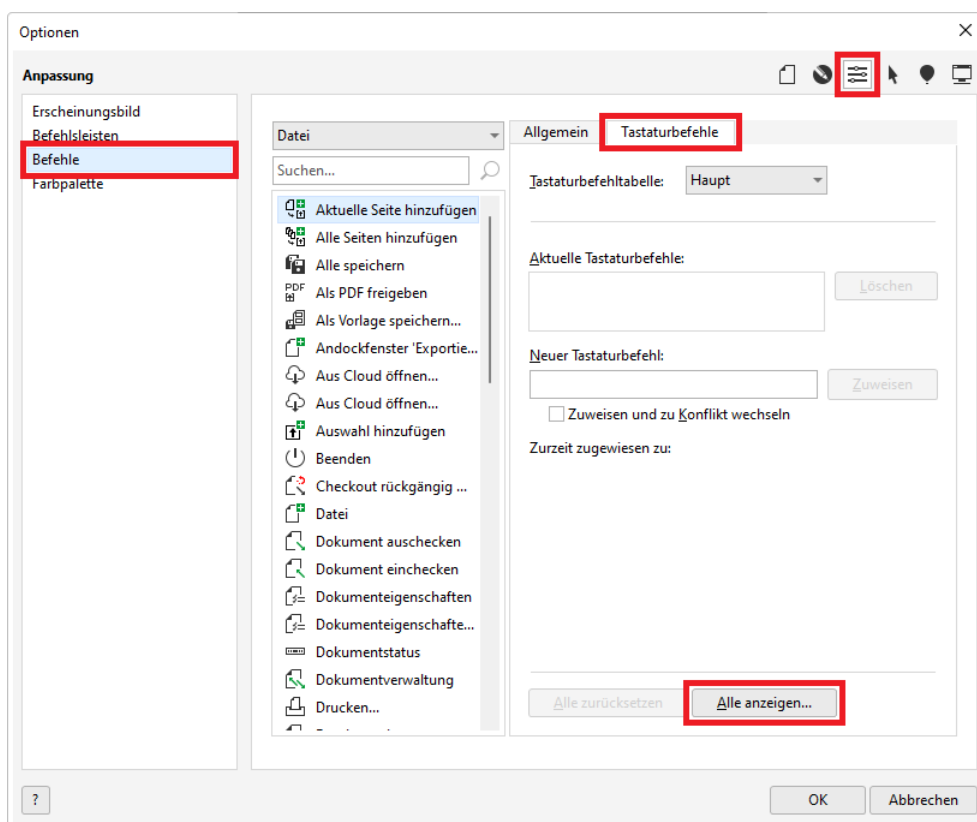 Optionen
Anpassung
Erscheinungsbild
Befehlsleisten
Befehle
Farbpalette
Datei
Suchen...
Aktuelle Seite hinzufügen
Alle Seiten hinzufügen
Alle speichern
PDF
Als PDF freigeben
Als Vorlage speichern...
Andockfenster 'Exportie...
Aus Cloud öffnen...
Aus Cloud öffnen...
Auswahl hinzufügen
Beenden
Checkout rückgängig ...
Datei
Dokument auschecken
Dokument einchecken
Dokumenteigenschaften
Dokumenteigenschafte...
Dokumentstatus
Dokumentverwaltung
Drucken...
Allgemein Tastaturbefehle
Tastaturbefehltabelle: Haupt
Aktuelle Tastaturbefehle:
Löschen
Neuer Tastaturbefehl:
Zuweisen
Zuweisen und zu Konflikt wechseln
Zurzeit zugewiesen zu:
Alle zurücksetzen Alle anzeigen...
? OK Abbrechen